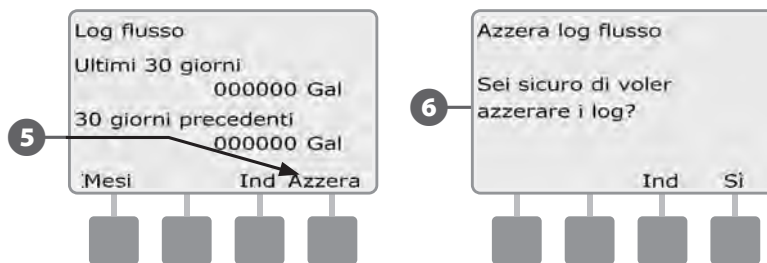 Log flusso
Ultimi 30 giorni
000000 Gal
30 giorni precedenti
000000 Gal
Mesi Ind Azzera
5
Azzera log flusso
Sei sicuro di voler
azzerare i log?
Ind Sì
6